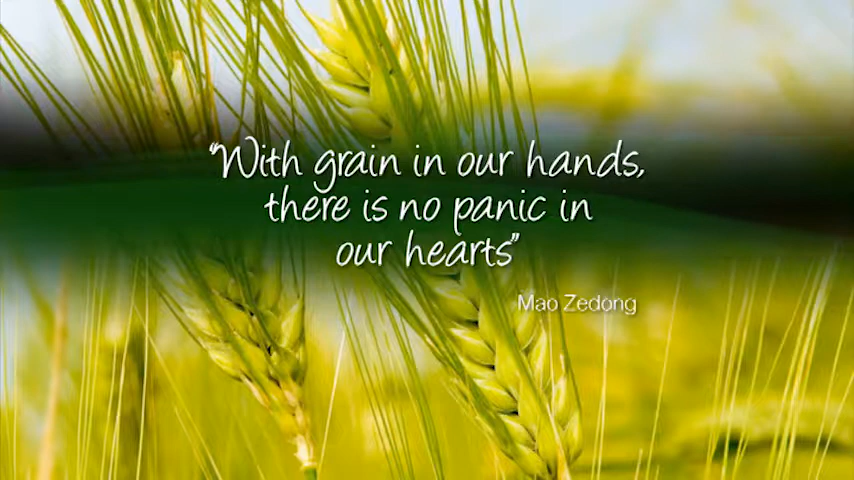 "With grain in our hands,
there is no panic in
our hearts"
Mao Zedong